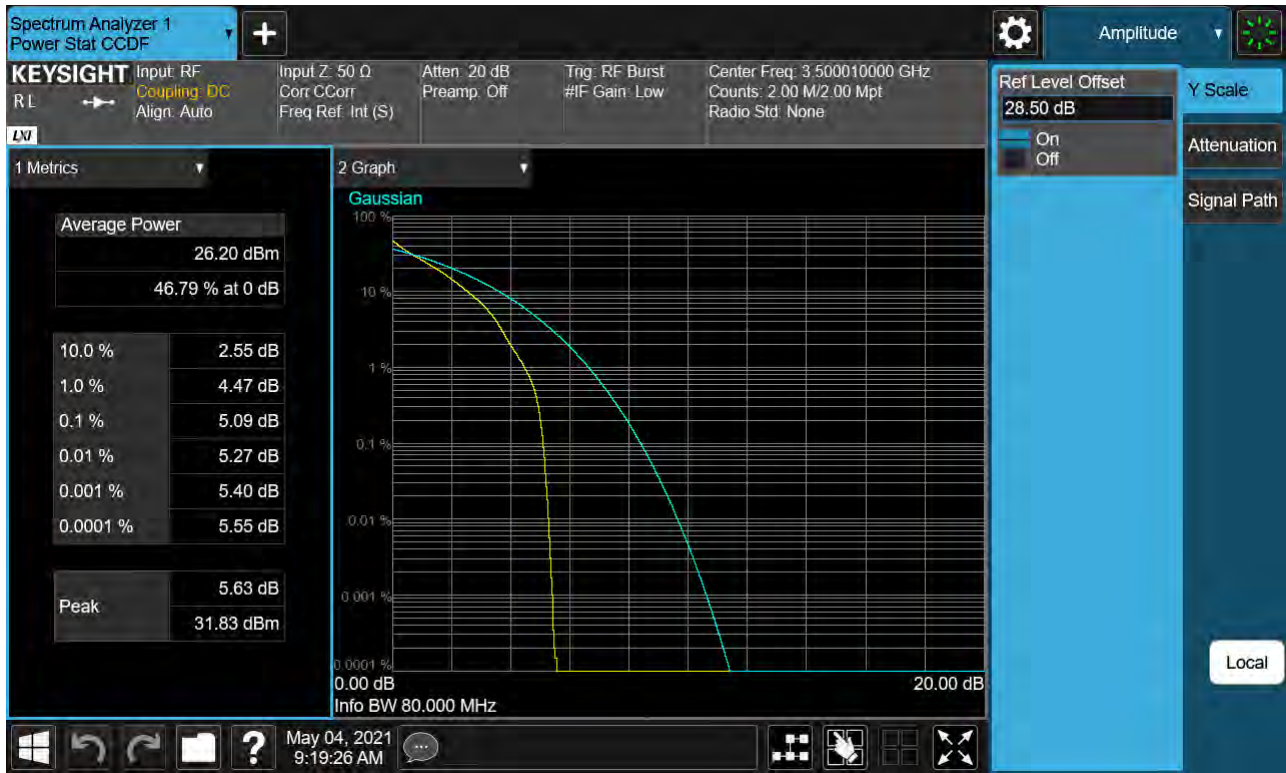 Spectrum Analyzer 1
Power Stat CCDF
+
Amplitude
KEYSIGHT
RL
LXI
Input: RF
Coupling: DC
Align: Auto
Input Z: 50 Ω
Corr CCorr
Freq Ref: Int (S)
Atten: 20 dB
Preamp: Off
Trig: RF Burst
#IF Gain: Low
Center Freq: 3.500010000 GHz
Counts: 2.00 M/2.00 Mpt
Radio Std: None
Ref Level Offset
28.50 dB
On
Off
Y Scale
Attenuation
Signal Path
Local
1 Metrics
Average Power
26.20 dBm
46.79 % at 0 dB
10.0 % 2.55 dB
1.0 % 4.47 dB
0.1 % 5.09 dB
0.01 % 5.27 dB
0.001 % 5.40 dB
0.0001 % 5.55 dB
Peak
5.63 dB
31.83 dBm
2 Graph
Gaussian
100 %
10 %
1 %
0.1 %
0.01 %
0.001 %
0.0001 %
0.00 dB 20.00 dB
Info BW 80.000 MHz
?
May 04, 2021
9:19:26 AM